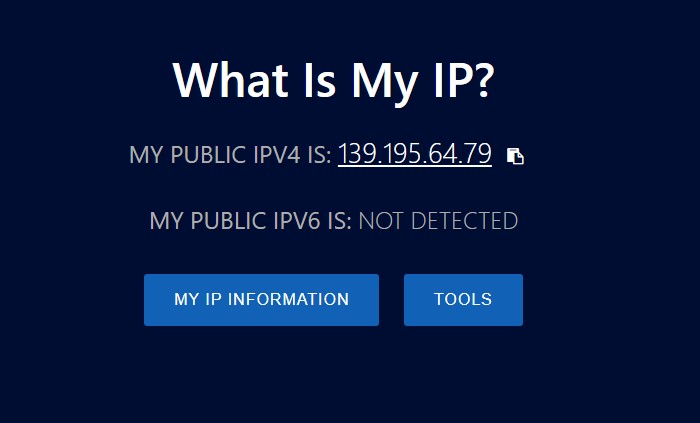 What Is My IP?
MY PUBLIC IPV4 IS: 139.195.64.79
MY PUBLIC IPV6 IS: NOT DETECTED
MY IP INFORMATION
TOOLS